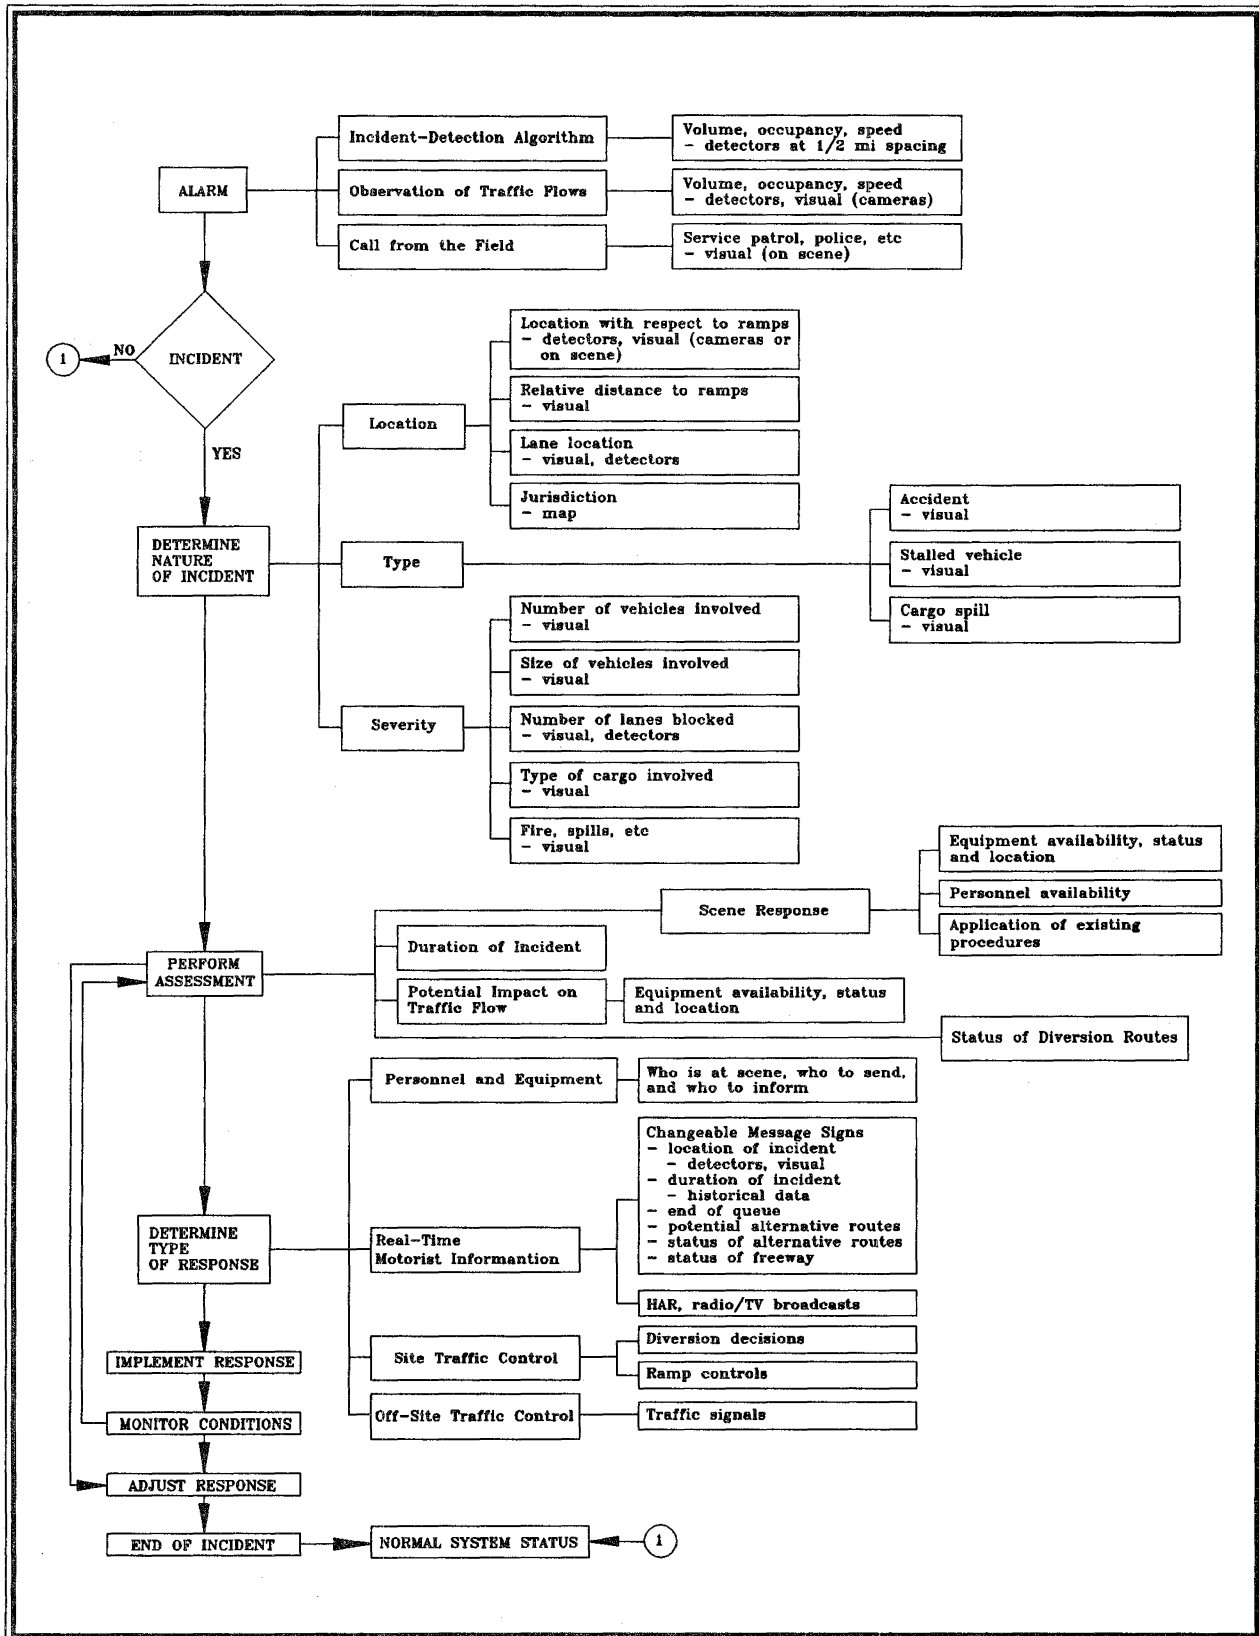 ALARM
Incident-Detection Algorithm
Volume, occupancy, speed
- detectors at 1/2 mi spacing
Observation of Traffic Flows
Volume, occupancy, speed
- detectors, visual (cameras)
Call from the Field
Service patrol, police, etc
- visual (on scene)
INCIDENT
NO
1
YES
Location with respect to ramps
- detectors, visual (cameras or
on scene)
Relative distance to ramps
- visual
Location
Lane location
- visual, detectors
Jurisdiction
- map
DETERMINE
NATURE
OF INCIDENT
Type
Accident
- visual
Stalled vehicle
- visual
Cargo spill
- visual
Number of vehicles involved
- visual
Size of vehicles involved
- visual
Severity
Number of lanes blocked
- visual, detectors
Type of cargo involved
- visual
Fire, spills, etc
- visual
PERFORM
ASSESSMENT
Scene Response
Equipment availability, status
and location
Personnel availability
Application of existing
procedures
Duration of Incident
Potential Impact on
Traffic Flow
Equipment availability, status
and location
Status of Diversion Routes
Personnel and Equipment
Who is at scene, who to send,
and who to inform
Changeable Message Signs
- location of incident
- detectors, visual
- duration of incident
- historical data
- end of queue
- potential alternative routes
- status of alternative routes
- status of freeway
DETERMINE
TYPE
OF RESPONSE
Real-Time
Motorist Informantion
HAR, radio/TV broadcasts
Site Traffic Control
Diversion decisions
Ramp controls
Off-Site Traffic Control
Traffic signals
IMPLEMENT RESPONSE
MONITOR CONDITIONS
ADJUST RESPONSE
END OF INCIDENT
NORMAL SYSTEM STATUS
1